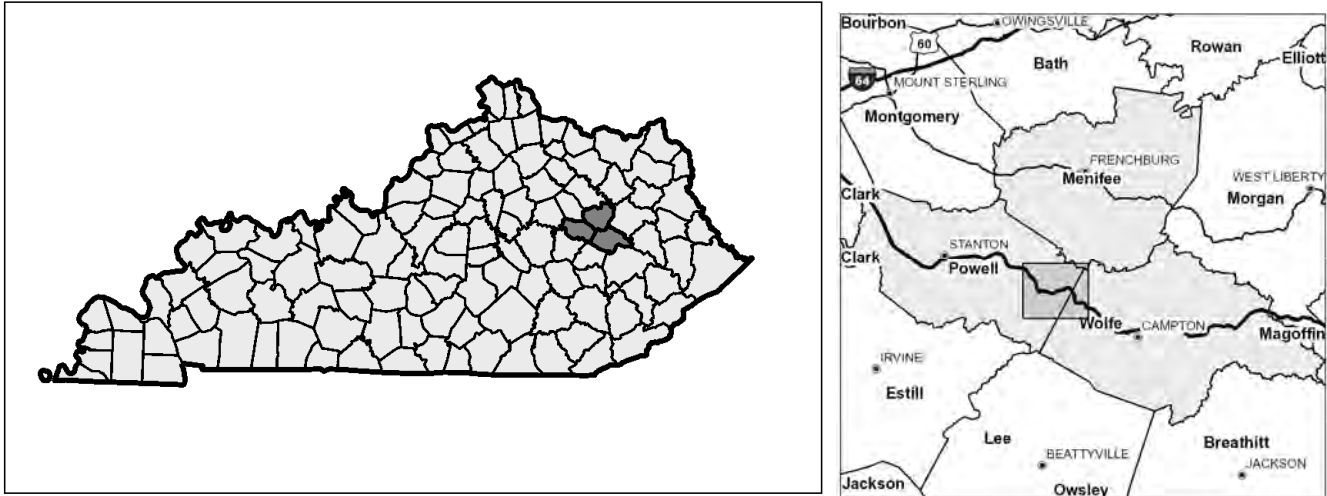 Bourbon
OWINGSVILLE
60
Rowan
Elliott
Bath
64
MOUNT STERLING
Montgomery
FRENCHBURG
Menifee
WEST LIBERTY
Morgan
Clark
STANTON
Clark
Powell
Wolfe
CAMPTON
Magoffin
IRVINE
Estill
Lee
Breathitt
BEATTYVILLE
JACKSON
Jackson
Owsley